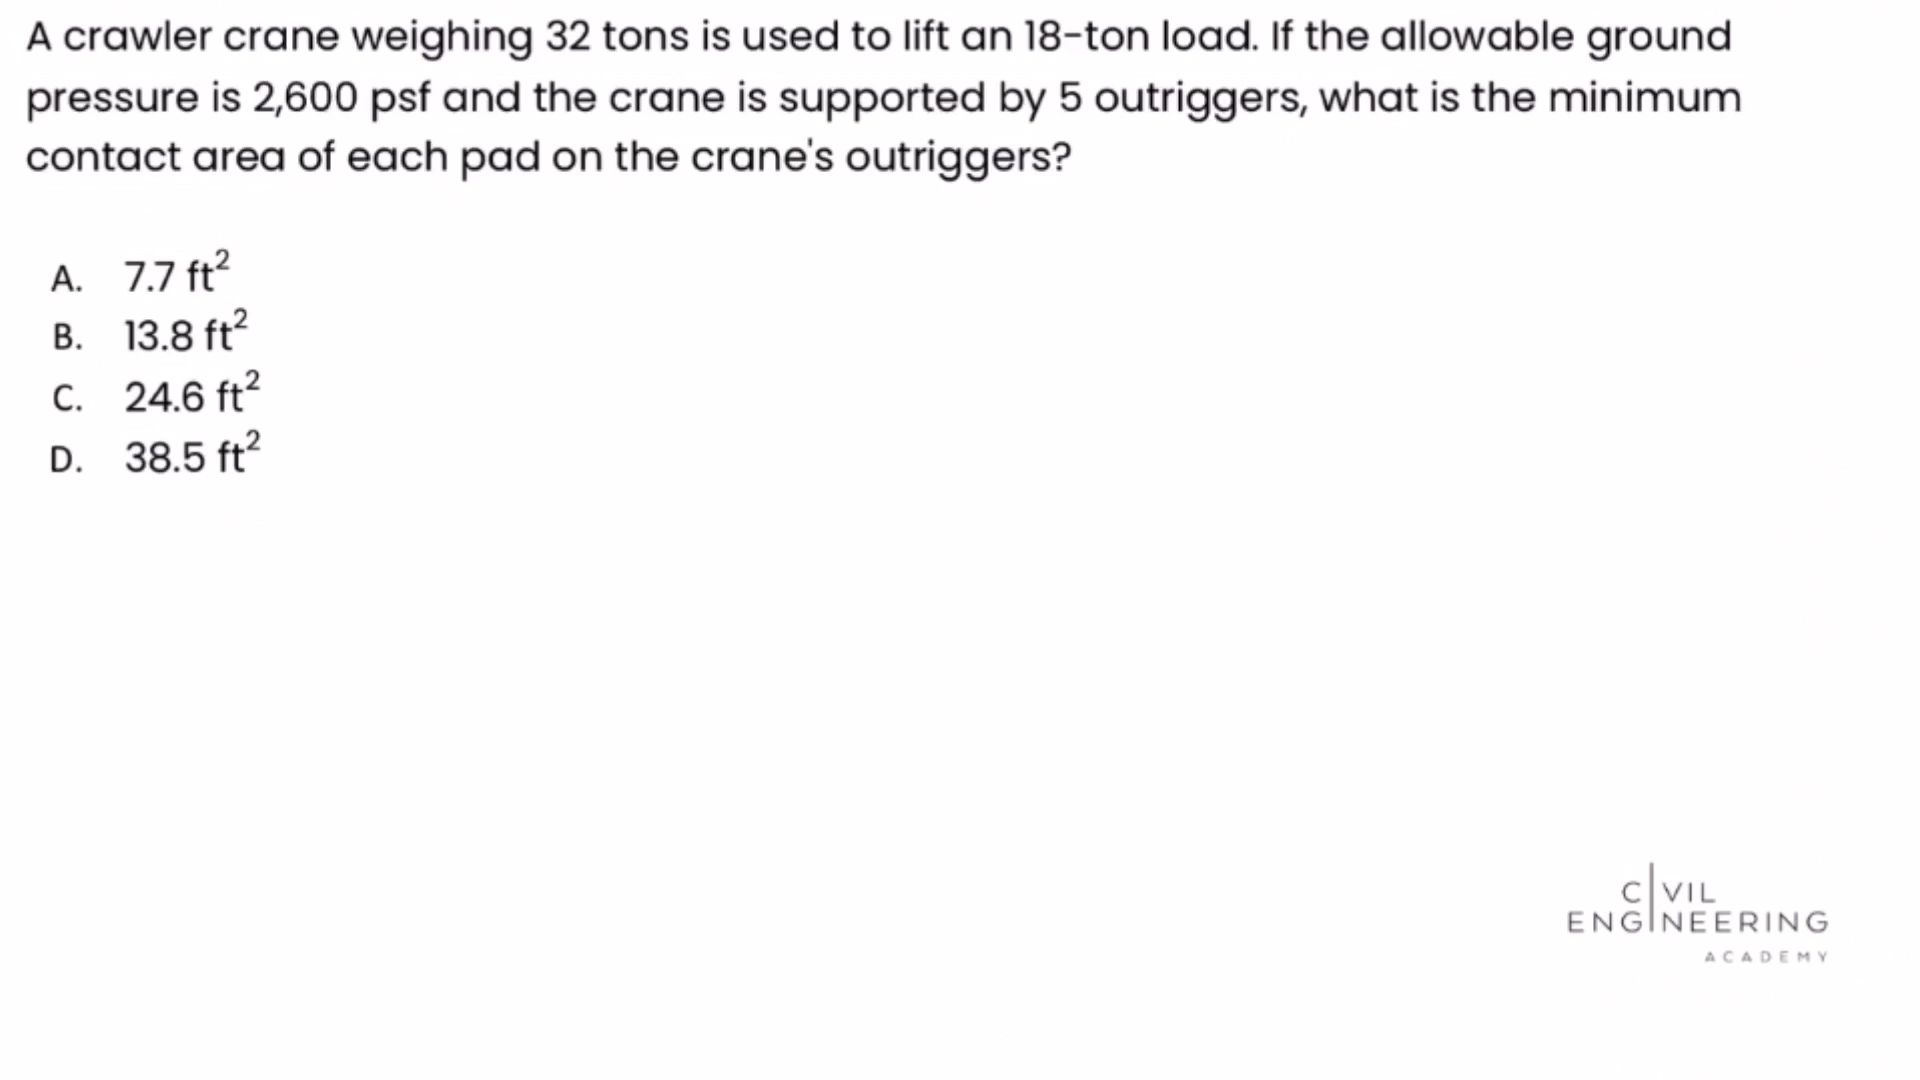 A crawler crane weighing 32 tons is used to lift an 18-ton load. If the allowable ground
pressure is 2,600 psf and the crane is supported by 5 outriggers, what is the minimum
contact area of each pad on the crane's outriggers?
A. 7.7 ft²
B. 13.8 ft²
C. 24.6 ft²
D. 38.5 ft²
CIVIL
ENGINEERING
ACADEMY